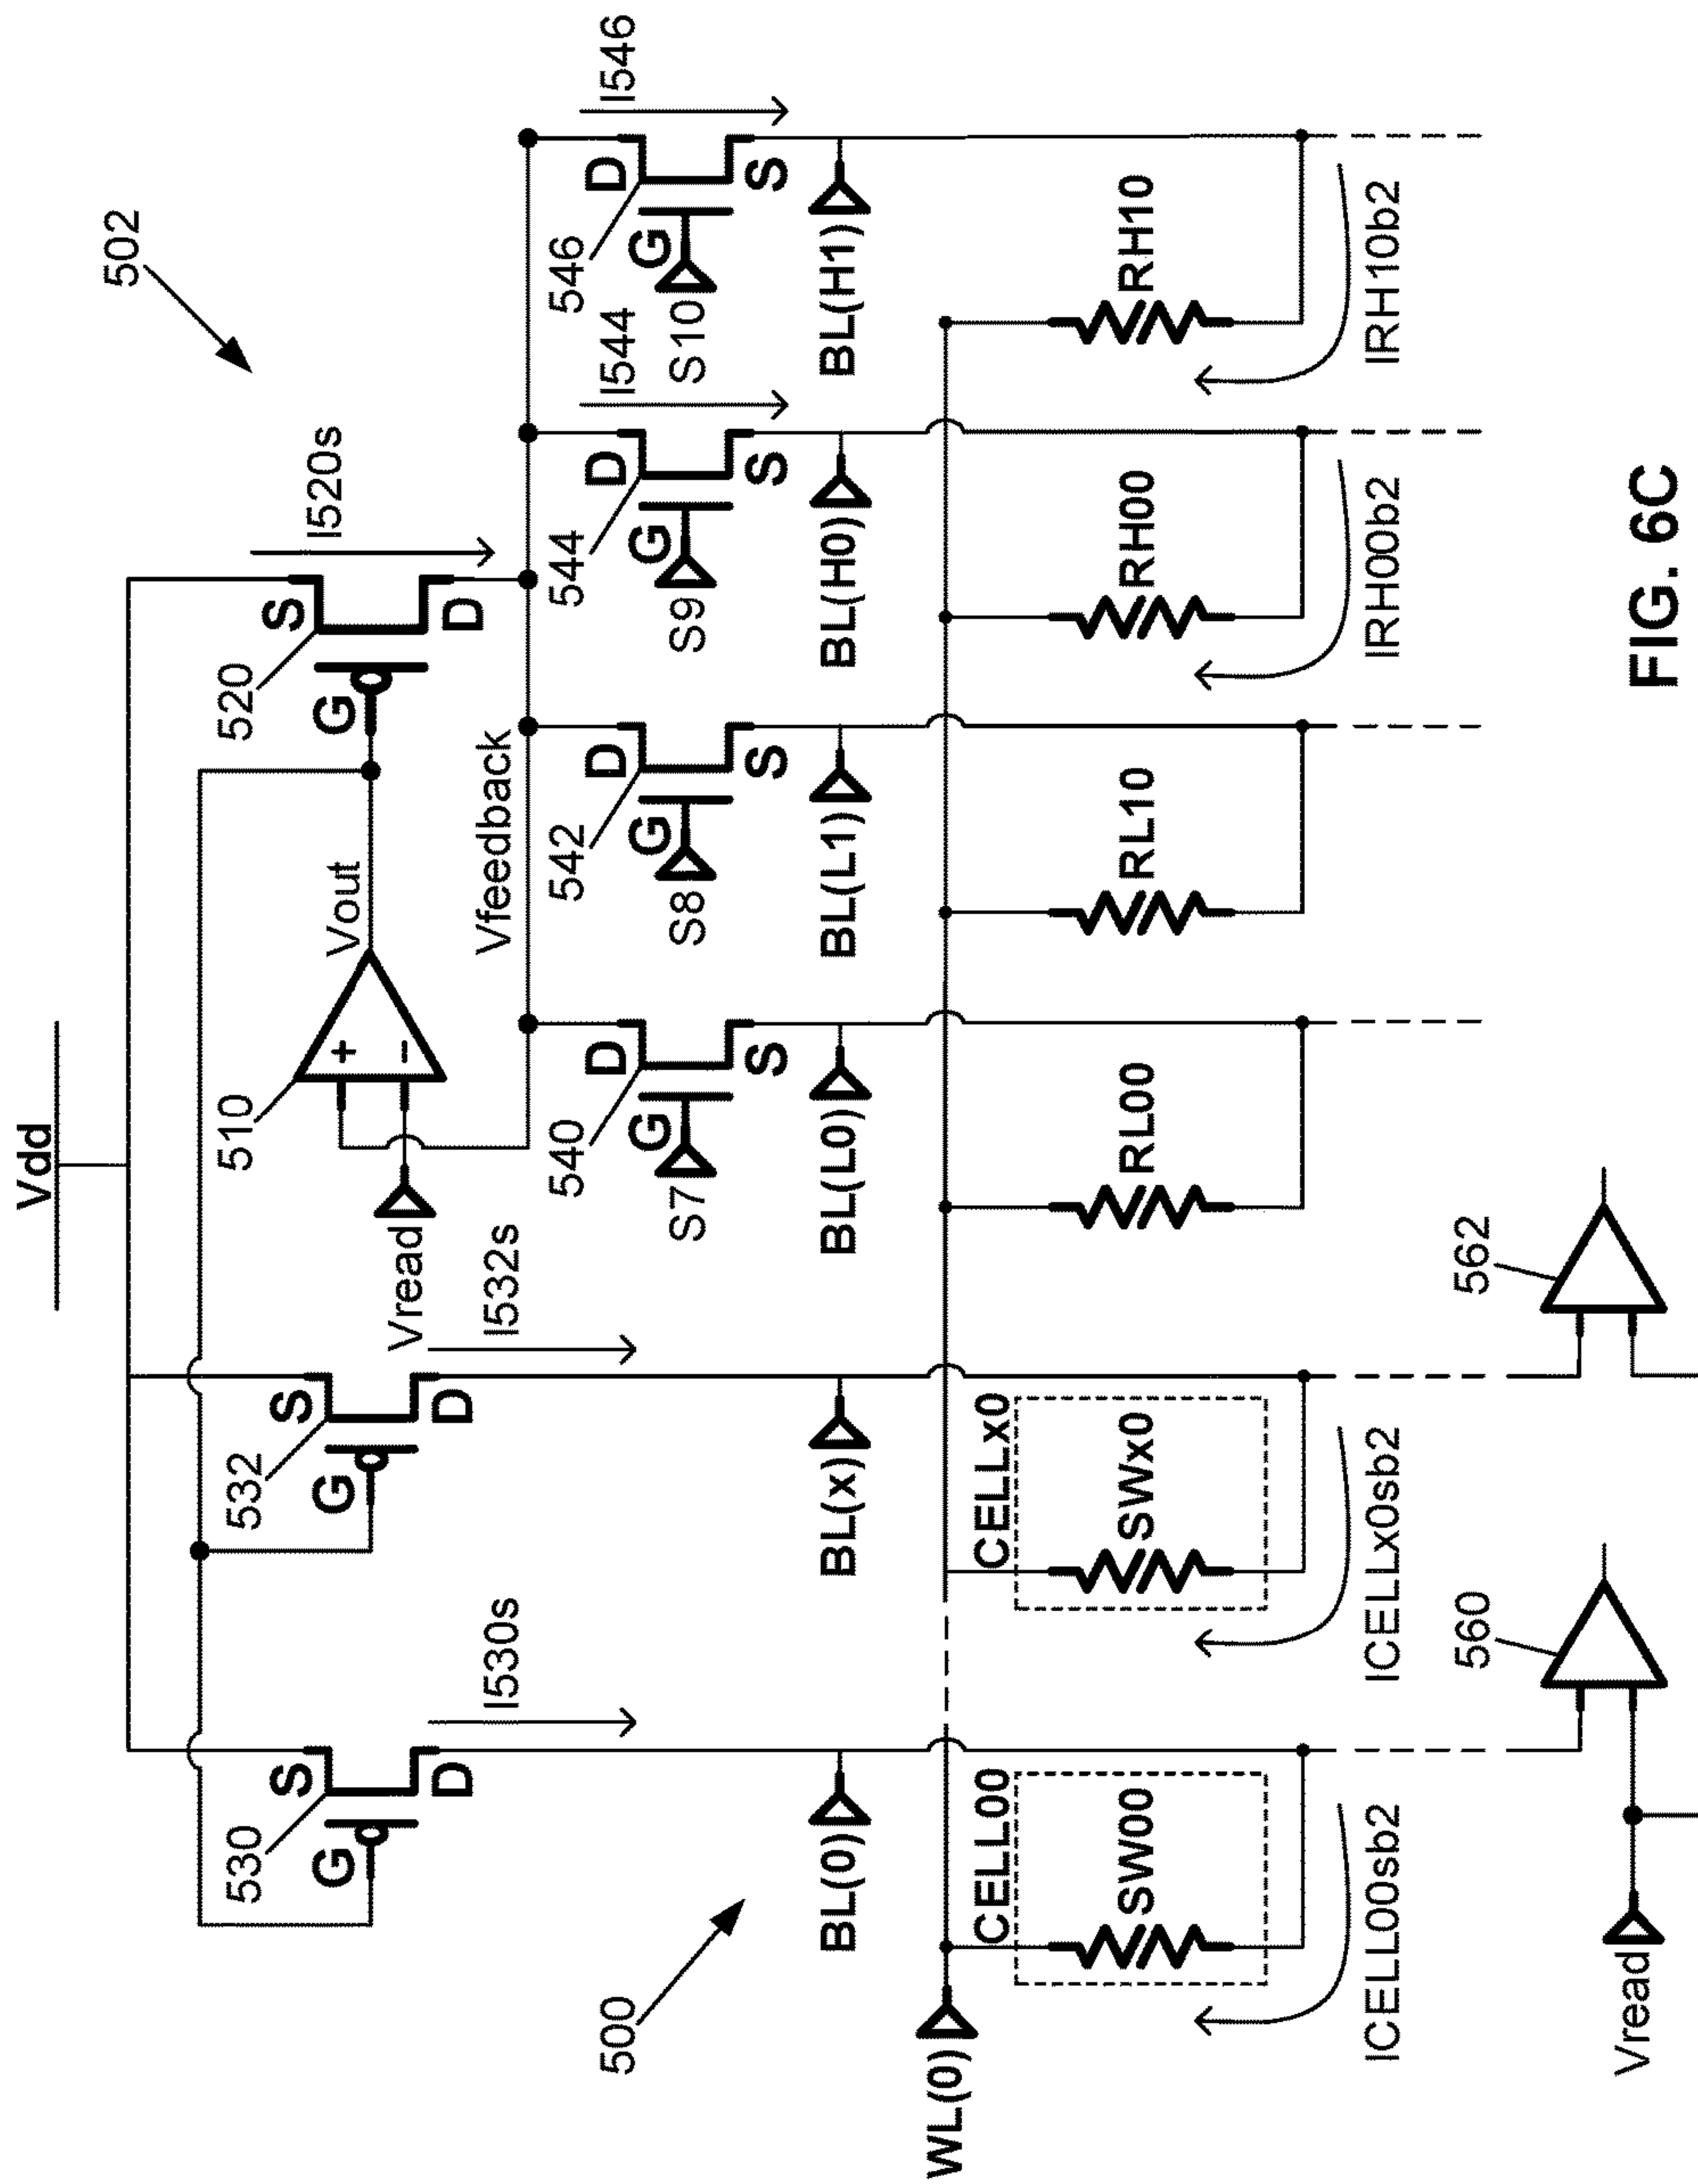 Vdd
502
510
Vout
520
S
G
D
I520s
530
S
G
D
I530s
532
S
G
D
I532s
Vread
+
-
Vfeedback
500
540
D
G
S
S7
542
D
G
S
S8
544
D
G
S
S9
I544
546
D
G
S
S10
I546
BL(0)
BL(x)
BL(L0)
BL(L1)
BL(H0)
BL(H1)
WL(0)
CELL00
SW00
CELLx0
SWx0
RL00
RL10
RH00
RH10
ICELL00sb2
ICELLx0sb2
IRH00b2
IRH10b2
560
562
Vread
FIG. 6C